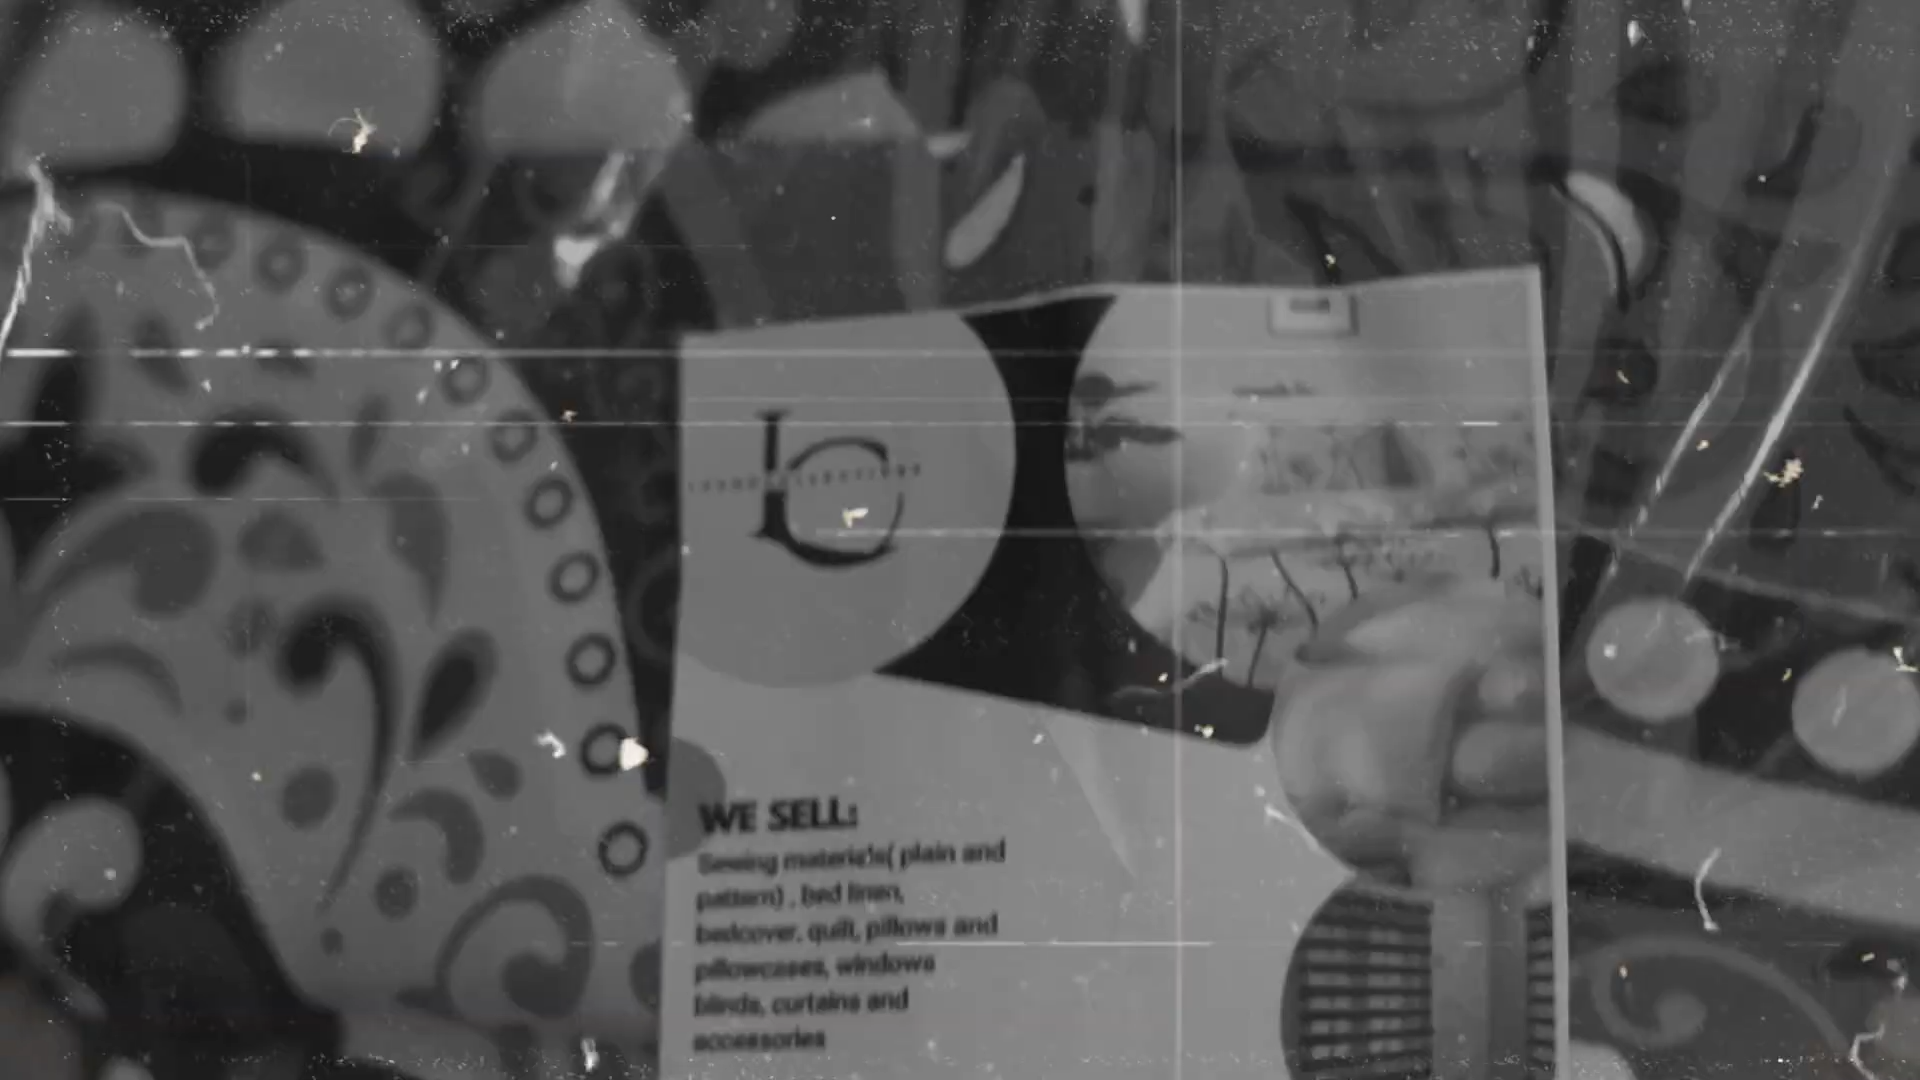 WE SELL:
Sewing materials( plain and
pattern) , bed linen,
bedcover, quilt, pillows and
pillowcases, windows
blinds, curtains and
accessories